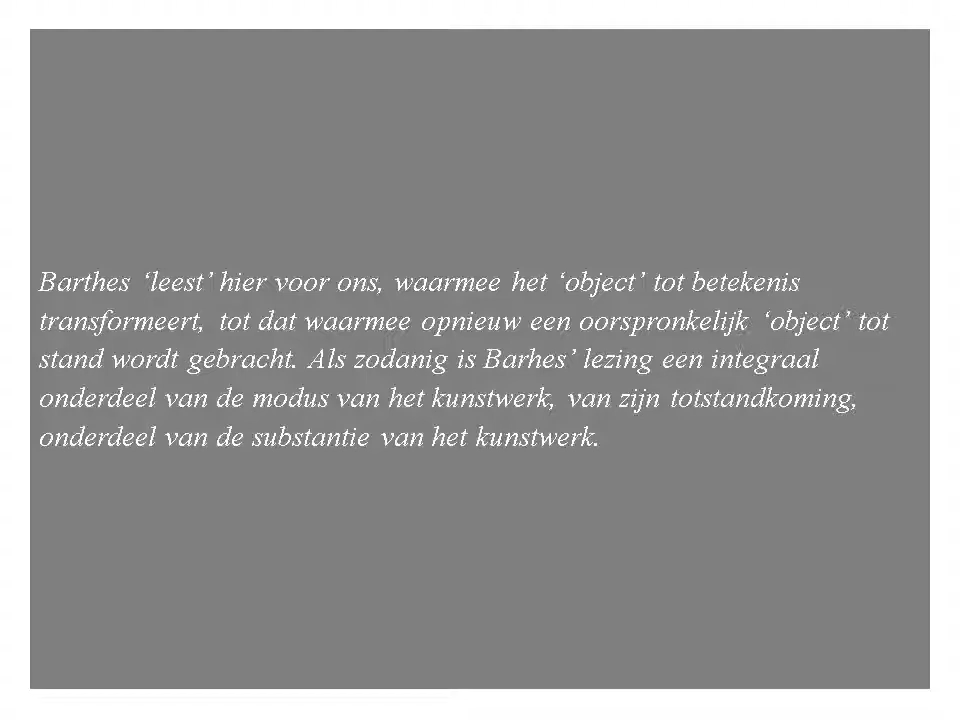 Barthes ‘leest’ hier voor ons, waarmee het ‘object’ tot betekenis
transformeert, tot dat waarmee opnieuw een oorspronkelijk ‘object’ tot
stand wordt gebracht. Als zodanig is Barhes’ lezing een integraal
onderdeel van de modus van het kunstwerk, van zijn totstandkoming,
onderdeel van de substantie van het kunstwerk.